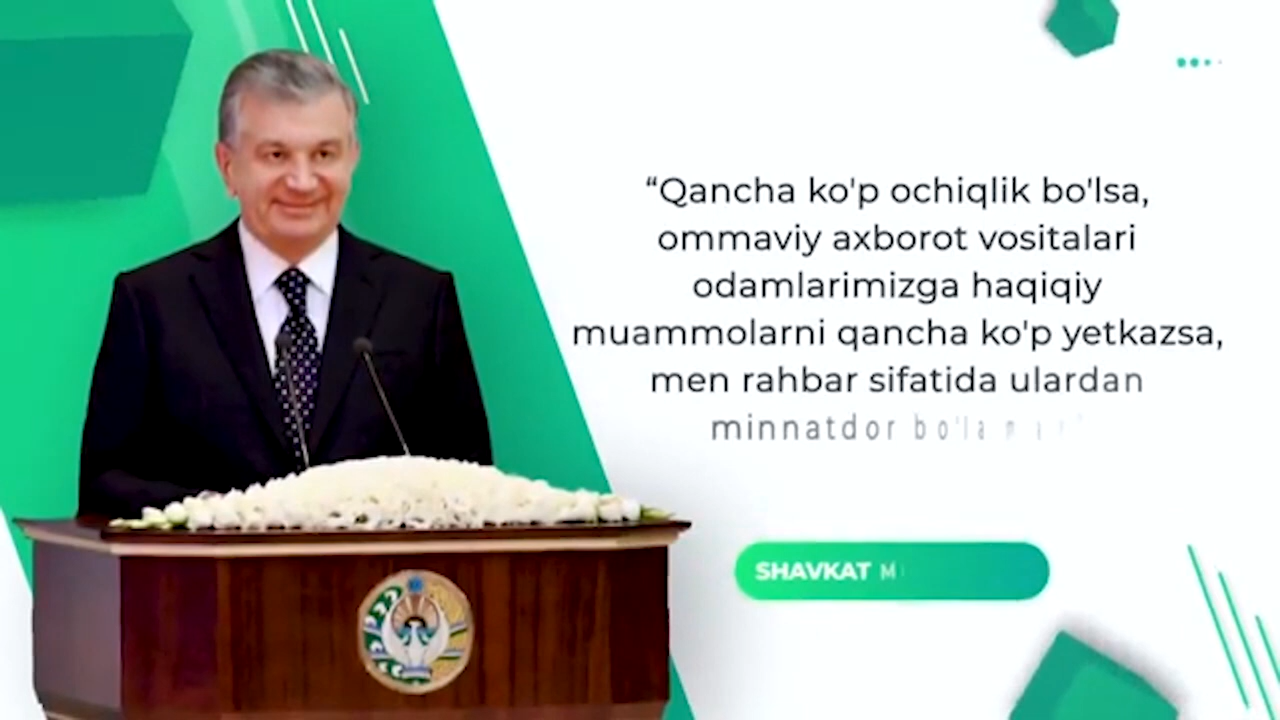 “Qancha ko'p ochiqlik bo'lsa,
ommaviy axborot vositalari
odamlarimizga haqiqiy
muammolarni qancha ko'p yetkazsa,
men rahbar sifatida ulardan
minnatdor
SHAVKAT